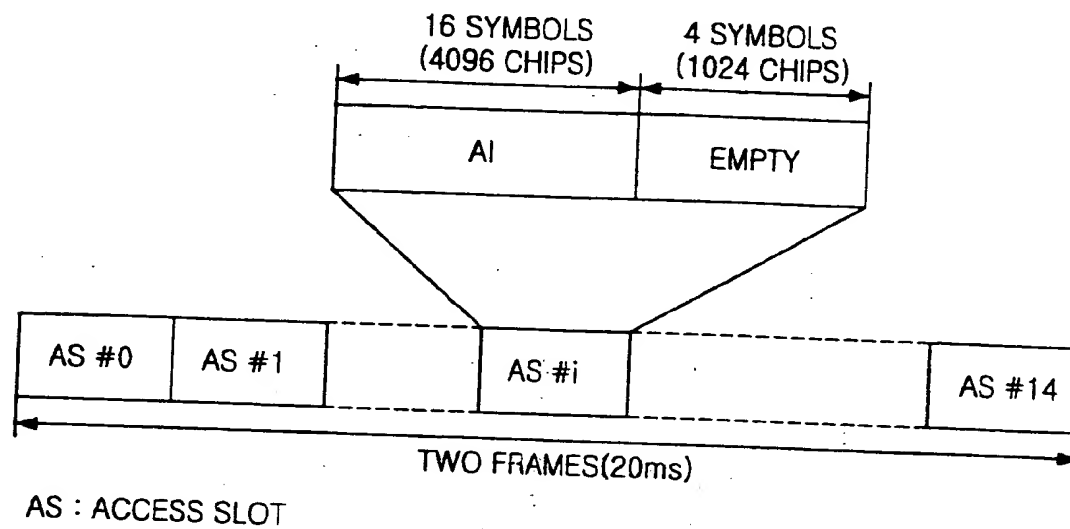 16 SYMBOLS
(4096 CHIPS)
4 SYMBOLS
(1024 CHIPS)
AI
EMPTY
AS #0
AS #1
AS #i
AS #14
TWO FRAMES(20ms)
AS : ACCESS SLOT